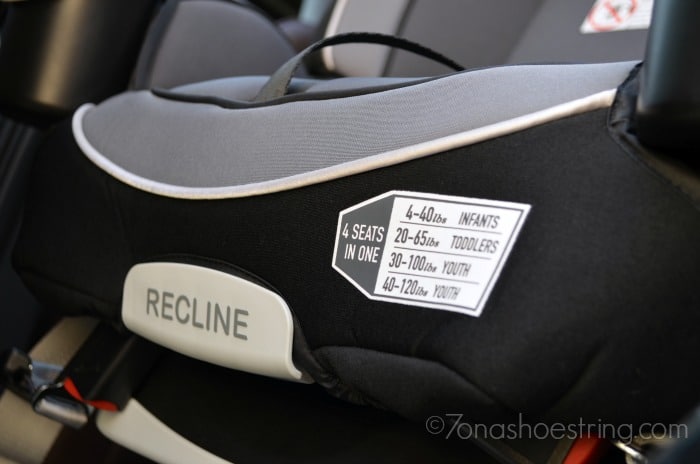 4 SEATS
IN ONE
4-40lbs INFANTS
20-65lbs TODDLERS
30-100lbs YOUTH
40-120lbs YOUTH
RECLINE
©7onashoestring.com